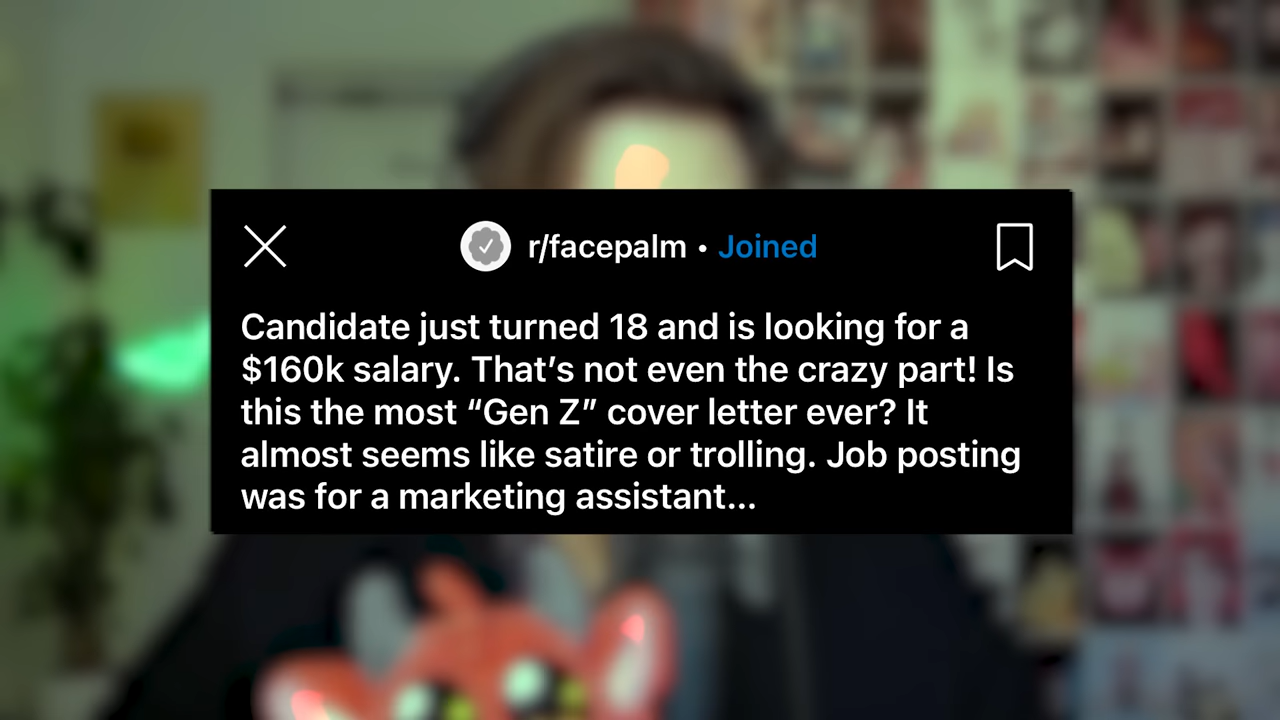 r/facepalm • Joined
Candidate just turned 18 and is looking for a
$160k salary. That’s not even the crazy part! Is
this the most “Gen Z” cover letter ever? It
almost seems like satire or trolling. Job posting
was for a marketing assistant...